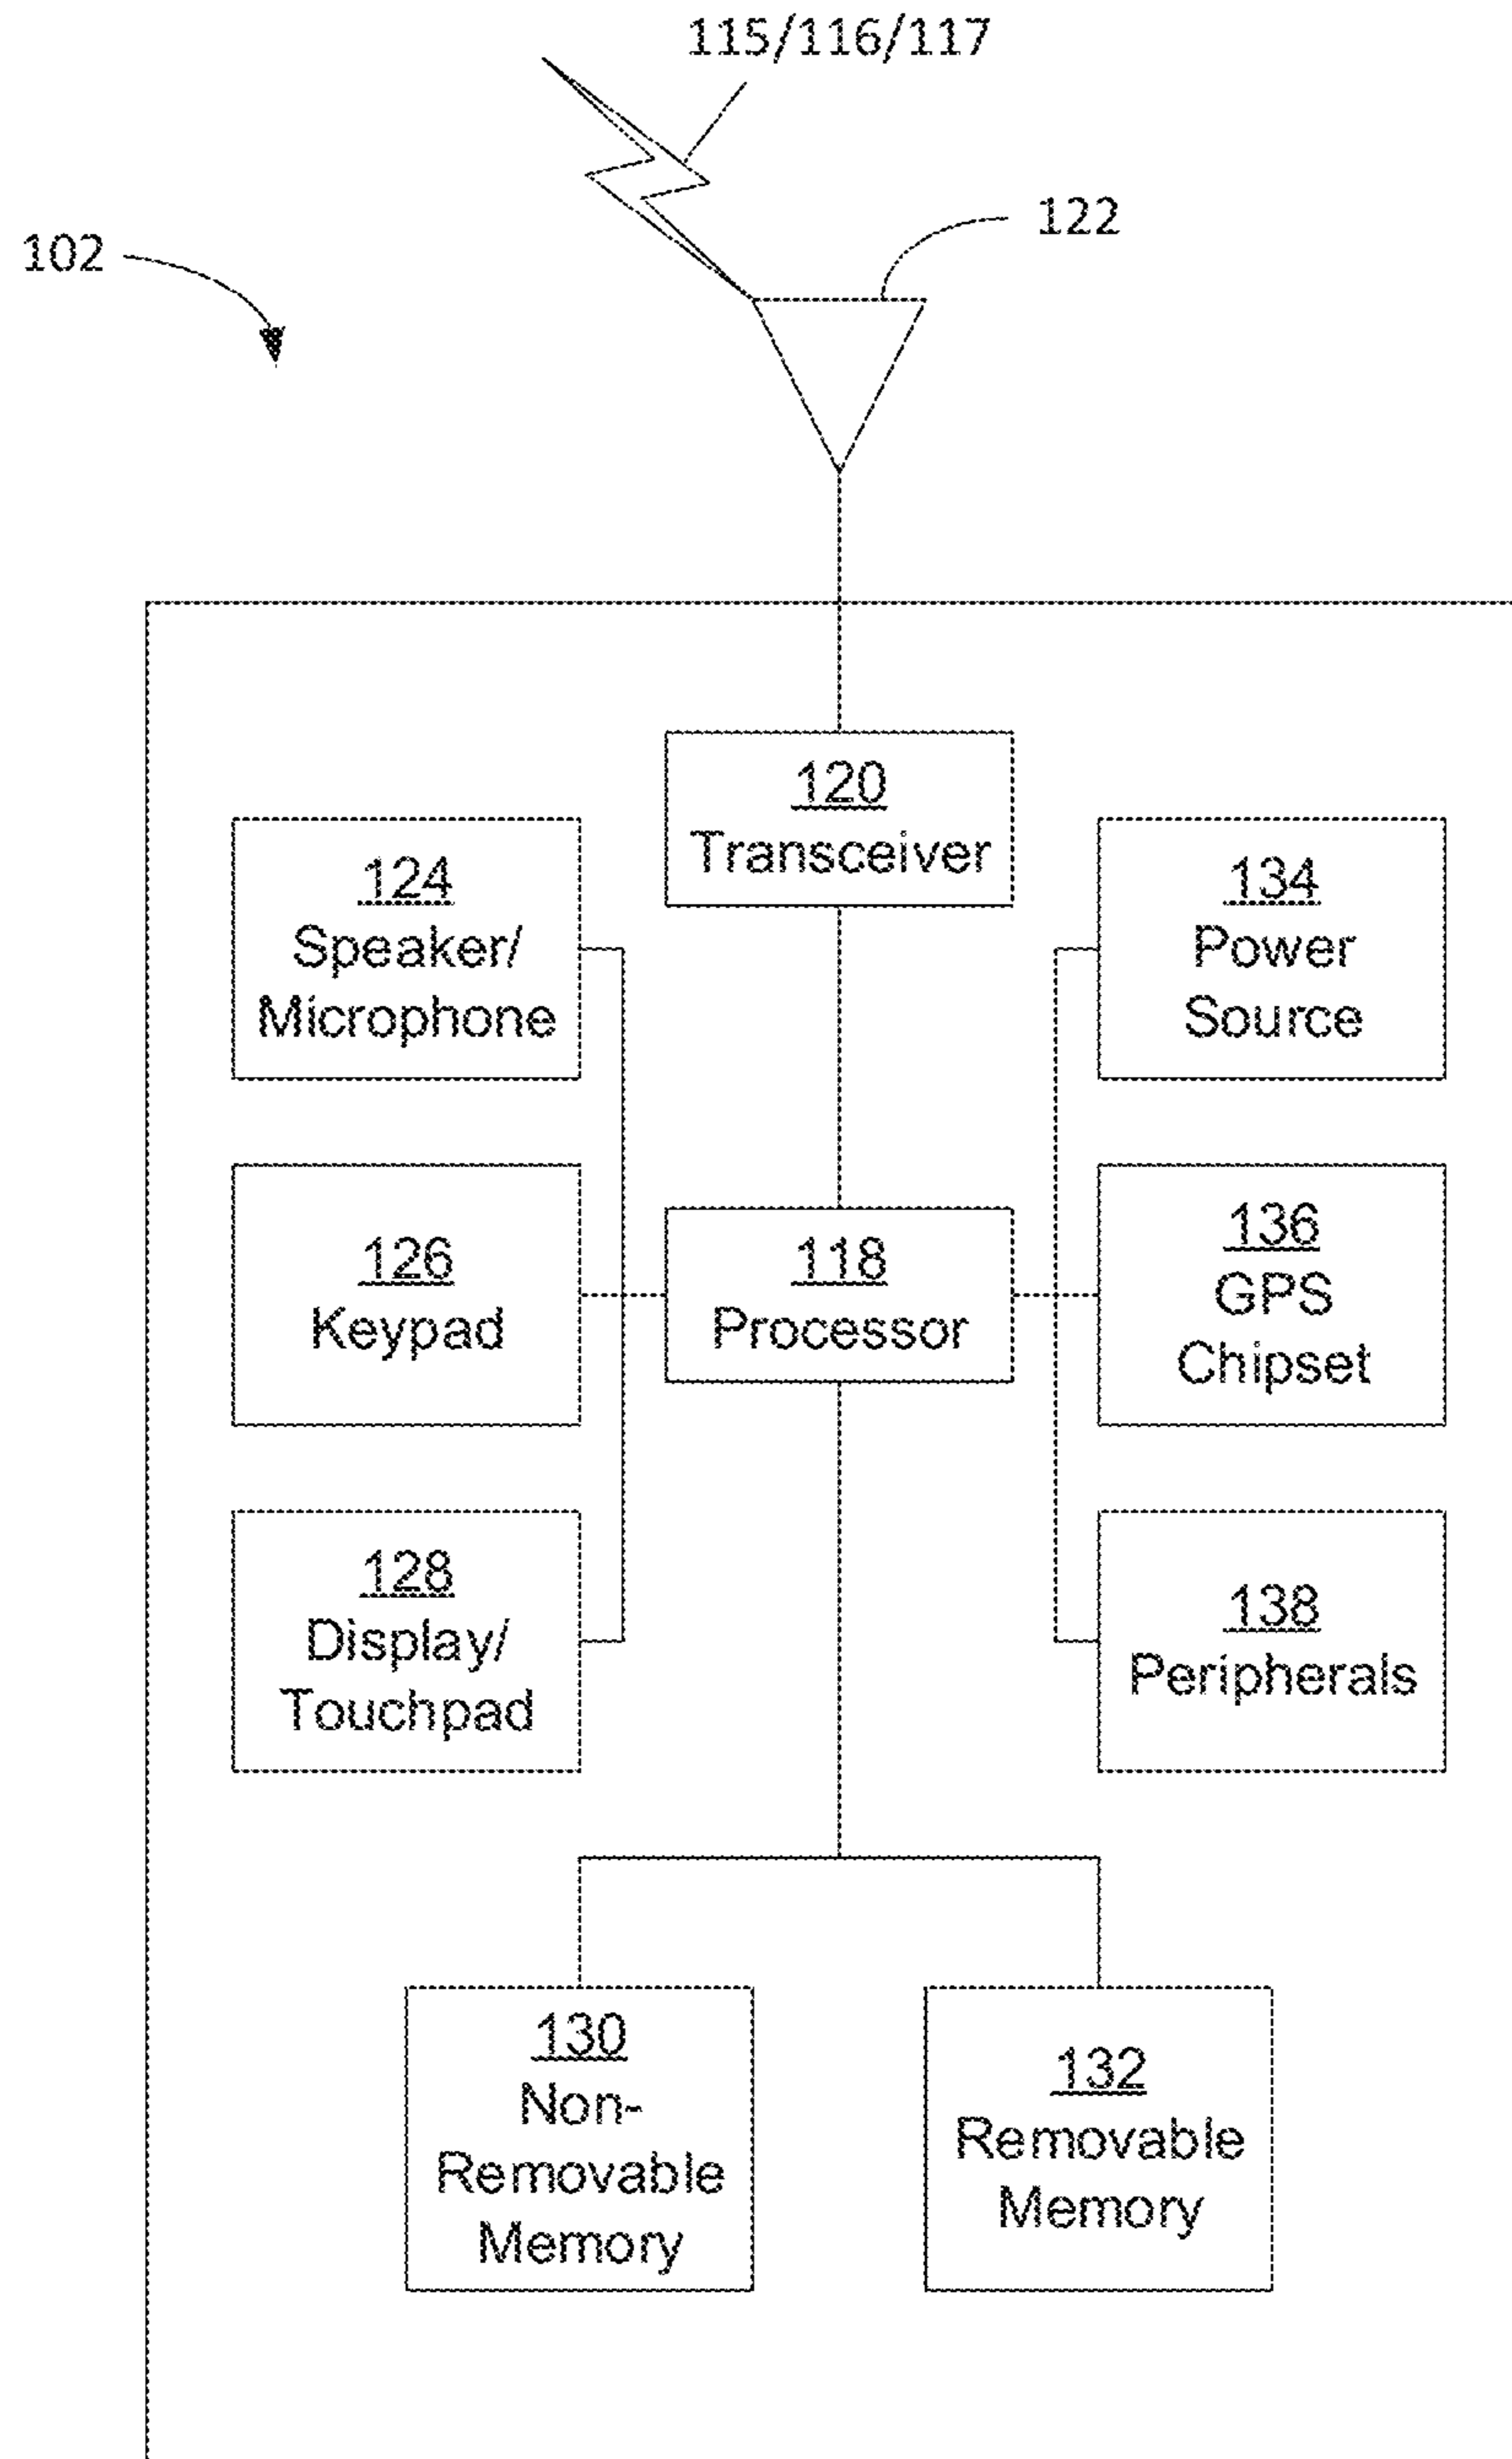 115/116/117
122
102
120
Transceiver
124
Speaker/
Microphone
134
Power
Source
126
Keypad
118
Processor
136
GPS
Chipset
128
Display/
Touchpad
138
Peripherals
130
Non-
Removable
Memory
132
Removable
Memory